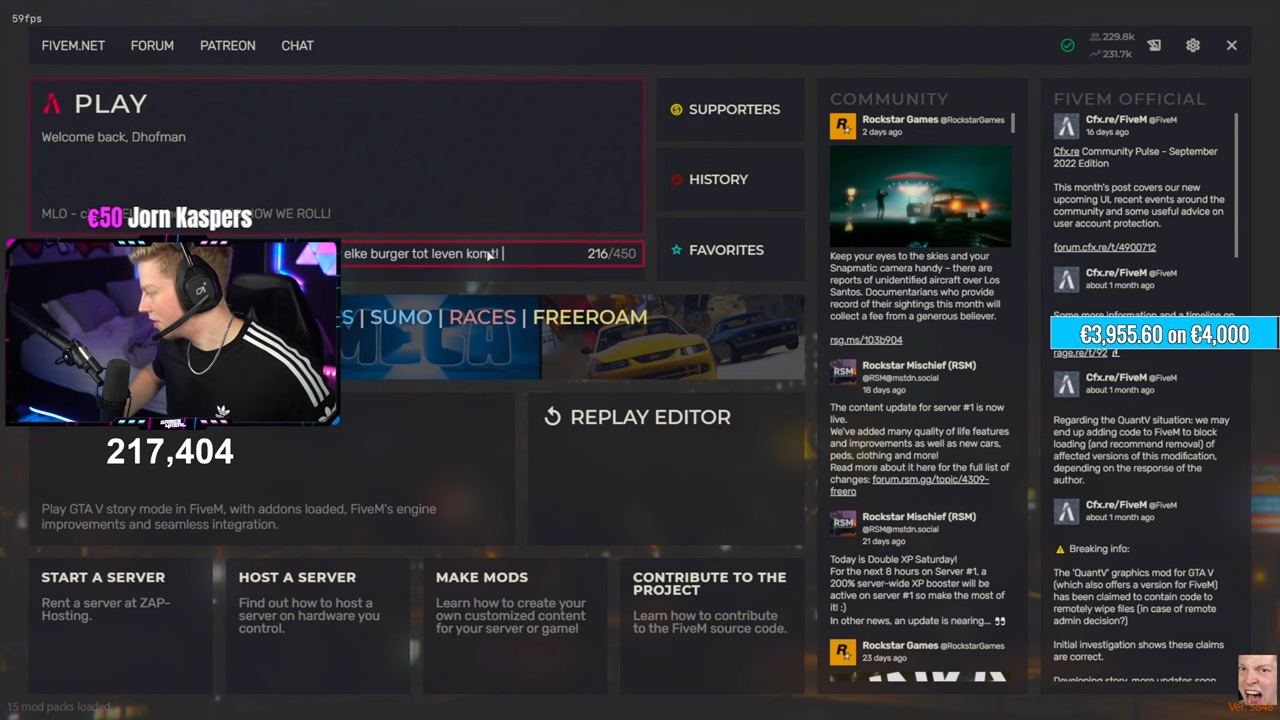 59fps
FIVEM.NET FORUM PATREON CHAT
229.8k
231.7k
PLAY
Welcome back, Dhofman
HOW WE ROLL!
€50 Jorn Kaspers
elke burger tot leven komt!
216/450
SUPPORTERS
HISTORY
FAVORITES
S | SUMO | RACES | FREEROAM
217,404
REPLAY EDITOR
Play GTA V story mode in FiveM, with addons loaded, FiveM's engine
improvements and seamless integration.
START A SERVER
Rent a server at ZAP-
Hosting.
HOST A SERVER
Find out how to host a
server on hardware you
control.
MAKE MODS
Learn how to create your
own customized content
for your server or game!
CONTRIBUTE TO THE
PROJECT
Learn how to contribute
to the FiveM source code.
15 mod packs loaded
COMMUNITY
Rockstar Games @RockstarGames
2 days ago
Keep your eyes to the skies and your
Snapmatic camera handy – there are
reports of unidentified aircraft over Los
Santos. Documentarians who provide
record of their sightings this month will
collect a fee from a generous believer.
rsg.ms/103b904
Rockstar Mischief (RSM)
@RSM@mstdn.social
18 days ago
The content update for server #1 is now
live.
We've added many quality of life features
and improvements as well as new cars,
peds, clothing and more!
Read more about it here for the full list of
changes: forum.rsm.gg/topic/4309-
freero
RSM
Rockstar Mischief (RSM)
@RSM@mstdn.social
21 days ago
Today is Double XP Saturday!
For the next 8 hours on Server #1, a
200% server-wide XP booster will be
active on server #1 so make the most of
it! :)
In other news, an update is nearing...
Rockstar Games @RockstarGames
23 days ago
FIVEM OFFICIAL
Cfx.re/FiveM @FiveM
16 days ago
Cfx.re Community Pulse – September
2022 Edition
This month's post covers our new
upcoming UI, recent events around the
community and some useful advice on
user account protection.
forum.cfx.re/t/4900712
Cfx.re/FiveM @FiveM
about 1 month ago
Some more information and a timeline on
€3,955.60 on €4,000
rage.re/t/92
Cfx.re/FiveM @FiveM
about 1 month ago
Regarding the QuantV situation: we may
end up adding code to FiveM to block
loading (and recommend removal) of
affected versions of this modification,
depending on the response of the
author.
Cfx.re/FiveM @FiveM
about 1 month ago
Breaking info:
The 'QuantV' graphics mod for GTA V
(which also offers a version for FiveM)
has been claimed to contain code to
remotely wipe files (in case of remote
admin decision?)
Initial investigation shows these claims
are correct.
Developing story, more updates soon